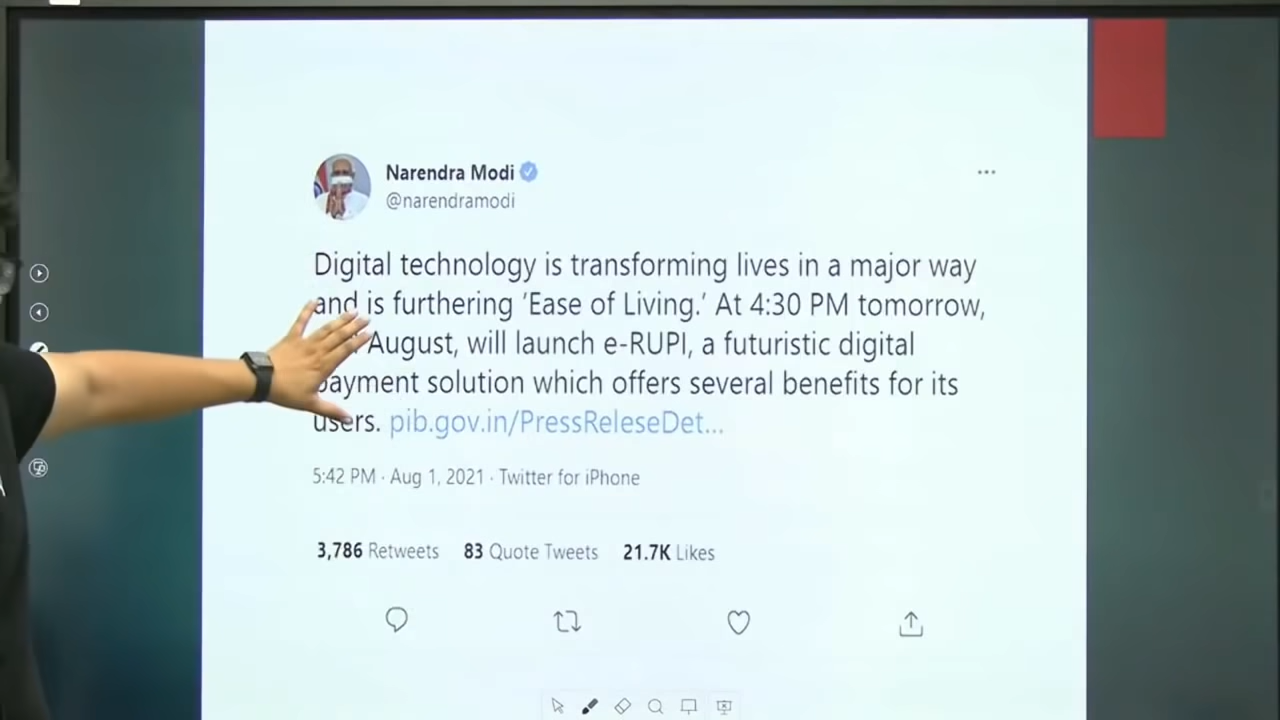 Narendra Modi
@narendramodi
Digital technology is transforming lives in a major way
and is furthering 'Ease of Living.' At 4:30 PM tomorrow,
August, will launch e-RUPI, a futuristic digital
payment solution which offers several benefits for its
users. pib.gov.in/PressReleseDet...
5:42 PM · Aug 1, 2021 · Twitter for iPhone
3,786 Retweets 83 Quote Tweets 21.7K Likes